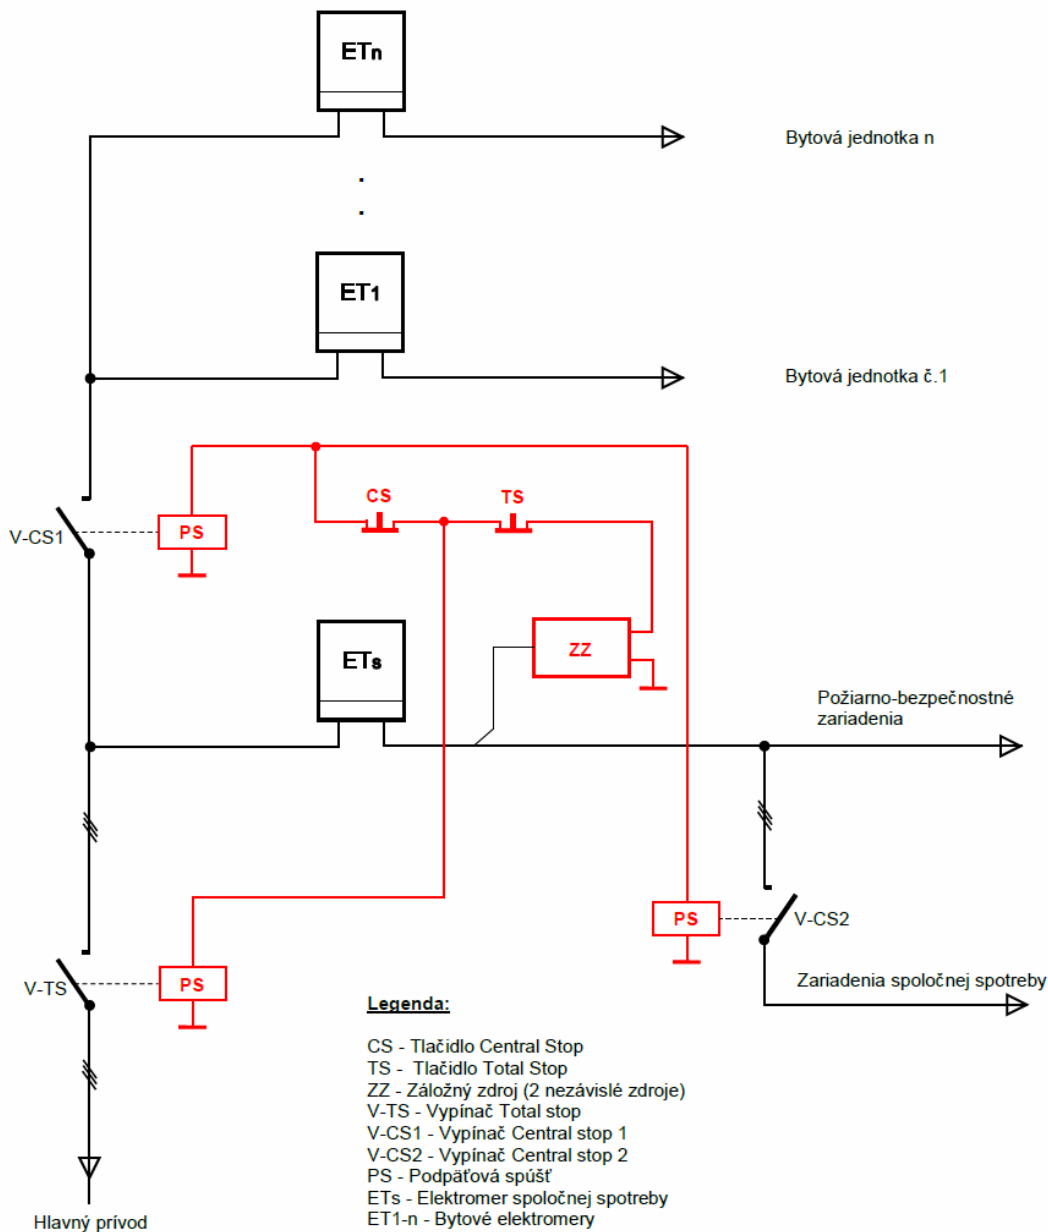 ETn
Bytová jednotka n
.
.
ET1
Bytová jednotka č.1
CS
TS
V-CS1
PS
ETs
ZZ
Požiarno-bezpečnostné
zariadenia
PS
V-CS2
V-TS
PS
Zariadenia spoločnej spotreby
Legenda:
CS - Tlačidlo Central Stop
TS - Tlačidlo Total Stop
ZZ - Záložný zdroj (2 nezávislé zdroje)
V-TS - Vypínač Total stop
V-CS1 - Vypínač Central stop 1
V-CS2 - Vypínač Central stop 2
PS - Podpäťová spúšť
ETs - Elektromer spoločnej spotreby
ET1-n - Bytové elektromery
Hlavný prívod